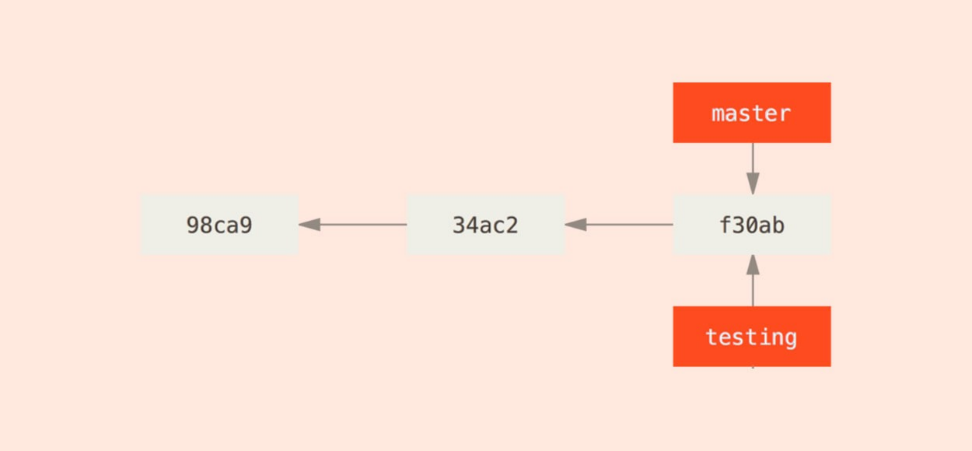 master
98ca9
34ac2
f30ab
testing